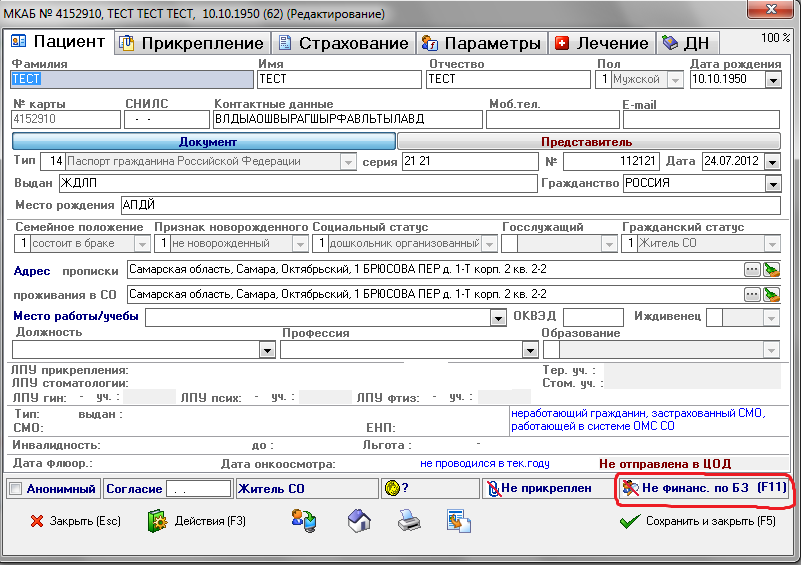 МКАБ № 4152910, ТЕСТ ТЕСТ ТЕСТ, 10.10.1950 (62) (Редактирование)
Пациент Прикрепление Страхование Параметры Лечение ДН 100 %
Фамилия Имя Отчество Пол Дата рождения
ТЕСТ ТЕСТ ТЕСТ 1 Мужской 10.10.1950
№ карты СНИЛС Контактные данные Моб.тел. E-mail
4152910 - - ВЛДЫАОШВЫРАГШЫРФАВЛЬТЫЛАВД
Документ Представитель
Тип 14 Паспорт гражданина Российской Федерации серия 21 21 № 112121 Дата 24.07.2012
Выдан ЖДЛП Гражданство РОССИЯ
Место рождения АПДЙ
Семейное положение Признак новорожденного Социальный статус Госслужащий Гражданский статус
1 состоит в браке 1 не новорожденный 1 дошкольник организованный 1 Житель СО
Адрес прописки Самарская область, Самара, Октябрьский, 1 БРЮСОВА ПЕР д. 1-Т корп. 2 кв. 2-2 ...
проживания в СО Самарская область, Самара, Октябрьский, 1 БРЮСОВА ПЕР д. 1-Т корп. 2 кв. 2-2 ...
Место работы/учебы ОКВЭД Иждивенец
Должность Профессия Образование
ЛПУ прикрепления: Тер. уч. :
ЛПУ стоматологии: Стом. уч. :
ЛПУ гин: - уч. : ЛПУ псих: - уч. : ЛПУ фтиз: - уч. :
Тип: выдан : неработающий гражданин, застрахованный СМО,
СМО: ЕНП: работающей в системе ОМС СО
Инвалидность: до : Льгота : -
Дата флюор.: Дата онкоосмотра: не проводился в тек.году Не отправлена в ЦОД
Анонимный Согласие . . Житель СО ? Не прикреплен Не финанс. по БЗ (F11)
Закрыть (Esc) Действия (F3) Сохранить и закрыть (F5)